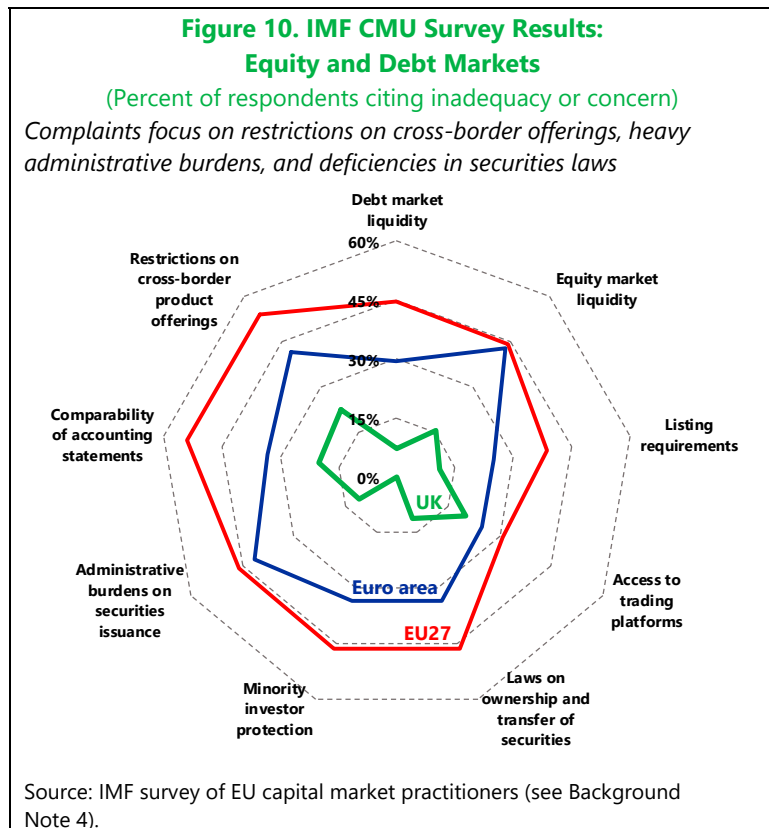 Figure 10. IMF CMU Survey Results:
Equity and Debt Markets
(Percent of respondents citing inadequacy or concern)
Complaints focus on restrictions on cross-border offerings, heavy
administrative burdens, and deficiencies in securities laws
Debt market
liquidity
60%
Restrictions on
cross-border
product
offerings
Equity market
liquidity
45%
30%
15%
0%
Comparability
of accounting
statements
Listing
requirements
UK
Administrative
burdens on
securities
issuance
Euro area
Access to
trading
platforms
EU27
Minority
investor
protection
Laws on
ownership and
transfer of
securities
Source: IMF survey of EU capital market practitioners (see Background
Note 4).